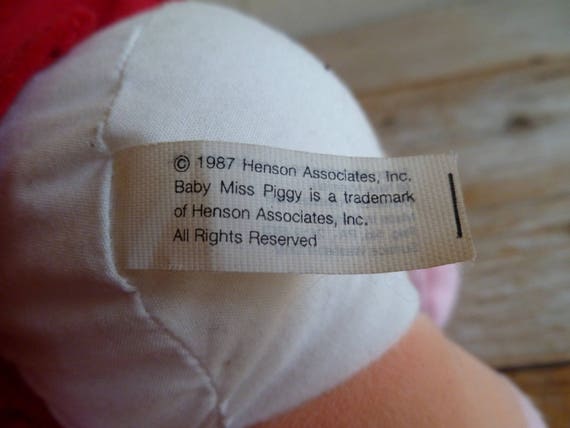 © 1987 Henson Associates, Inc.
Baby Miss Piggy is a trademark
of Henson Associates, Inc.
All Rights Reserved